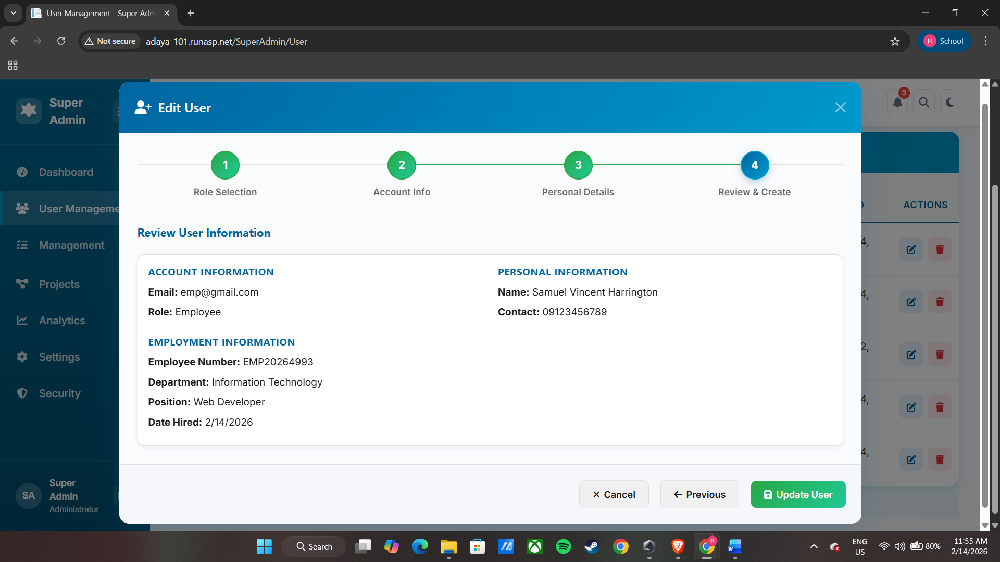 User Management - Super Adm
Not secure
adaya-101.runasp.net/SuperAdmin/User
R
School
Super
Admin
3
Dashboard
User Manageme
Management
Projects
Analytics
Settings
Security
SA
Super
Admin
Administrator
Edit User
1
2
3
4
Role Selection
Account Info
Personal Details
Review & Create
Review User Information
ACCOUNT INFORMATION
Email: emp@gmail.com
Role: Employee
PERSONAL INFORMATION
Name: Samuel Vincent Harrington
Contact: 09123456789
EMPLOYMENT INFORMATION
Employee Number: EMP20264993
Department: Information Technology
Position: Web Developer
Date Hired: 2/14/2026
Cancel
Previous
Update User
ACTIONS
4,
4,
2,
4,
4,
Search
R
ENG
US
80%
11:55 AM
2/14/2026